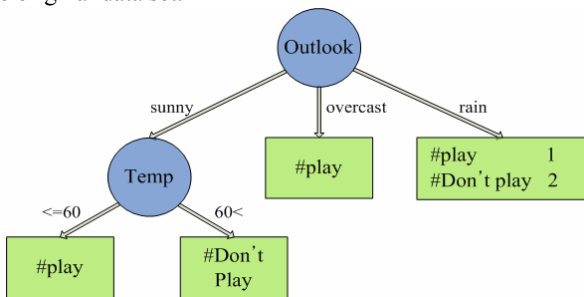 Outlook
sunny
overcast
rain
Temp
#play
#play 1
#Don't play 2
<=60
60<
#play
#Don't
Play